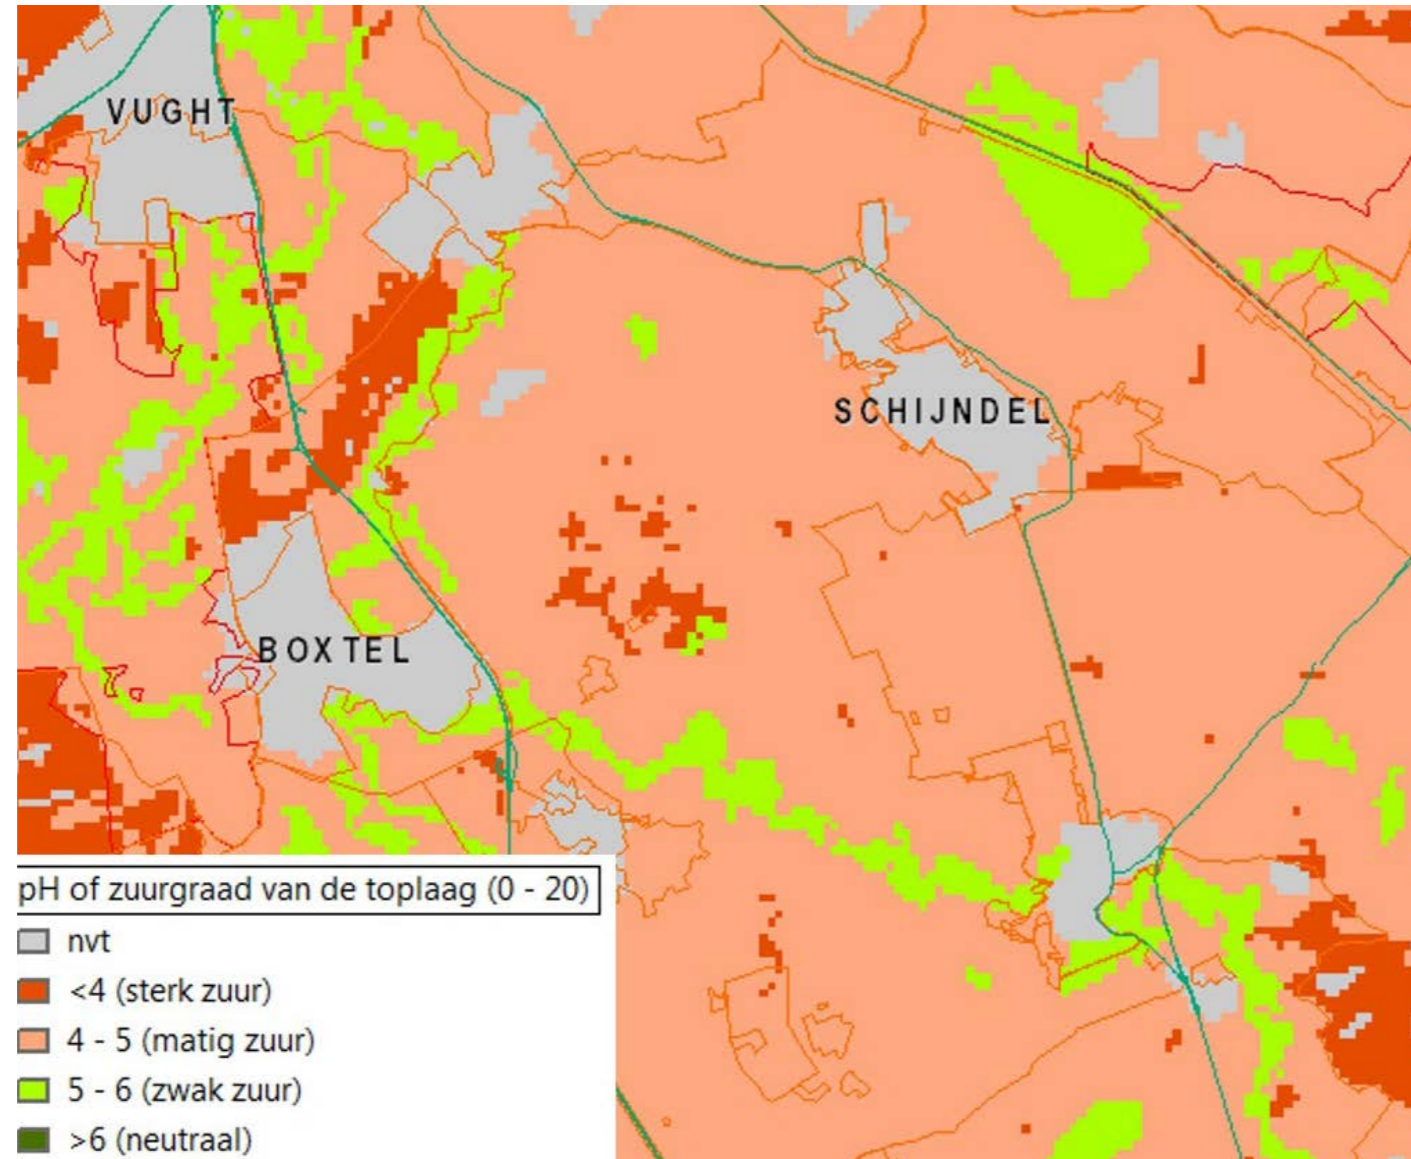 VUGHT
SCHIJNDEL
BOXTEL
pH of zuurgraad van de toplaag (0 - 20)
nvt
<4 (sterk zuur)
4 - 5 (matig zuur)
5 - 6 (zwak zuur)
>6 (neutraal)